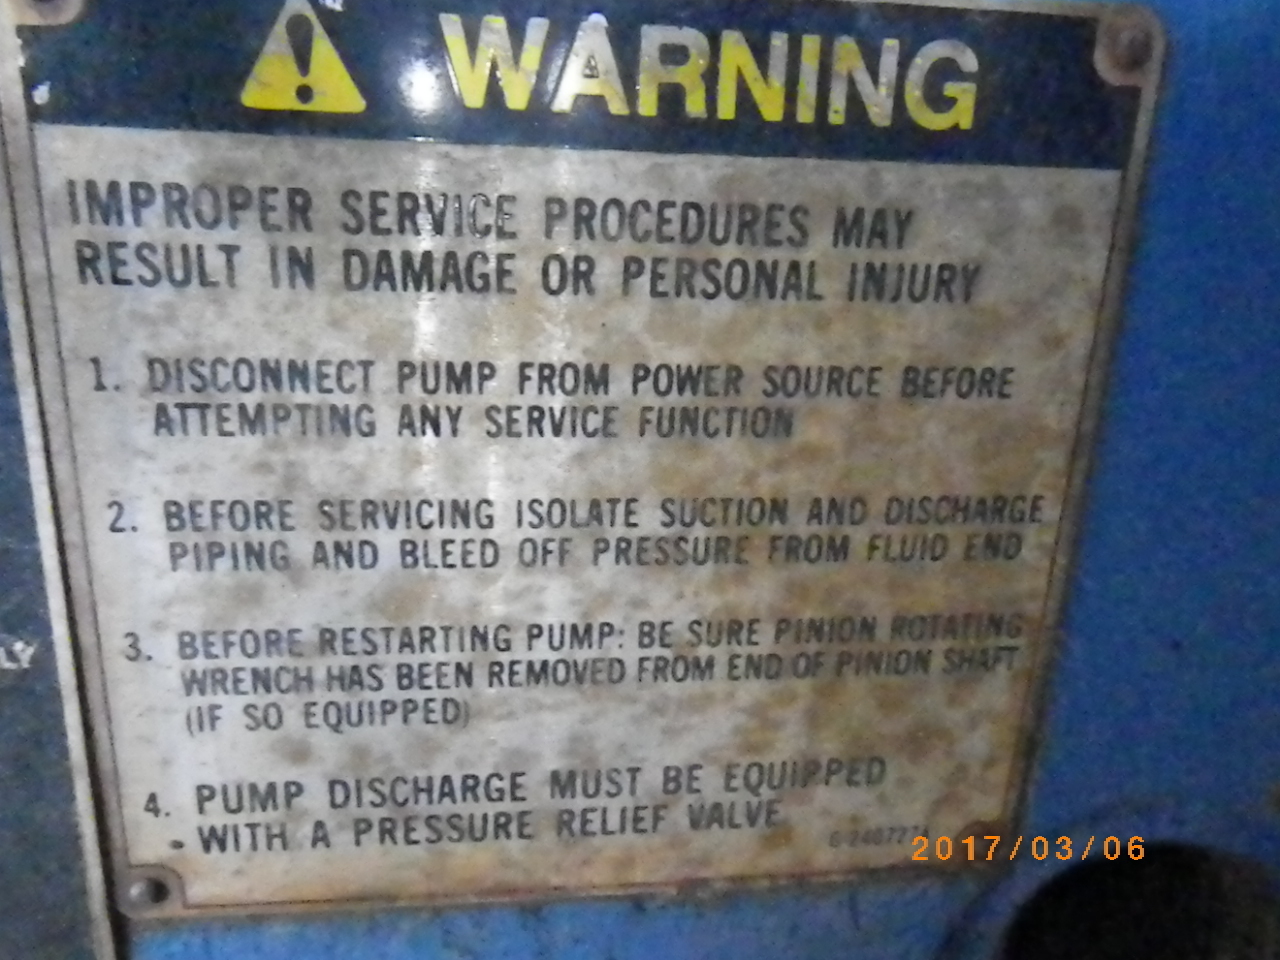 WARNING
IMPROPER SERVICE PROCEDURES MAY
RESULT IN DAMAGE OR PERSONAL INJURY
1. DISCONNECT PUMP FROM POWER SOURCE BEFORE
ATTEMPTING ANY SERVICE FUNCTION
2. BEFORE SERVICING ISOLATE SUCTION AND DISCHARGE
PIPING AND BLEED OFF PRESSURE FROM FLUID END
3. BEFORE RESTARTING PUMP: BE SURE PINION ROTATING
WRENCH HAS BEEN REMOVED FROM END OF PINION SHAFT
(IF SO EQUIPPED)
4. PUMP DISCHARGE MUST BE EQUIPPED
WITH A PRESSURE RELIEF VALVE
2017/03/06
LY